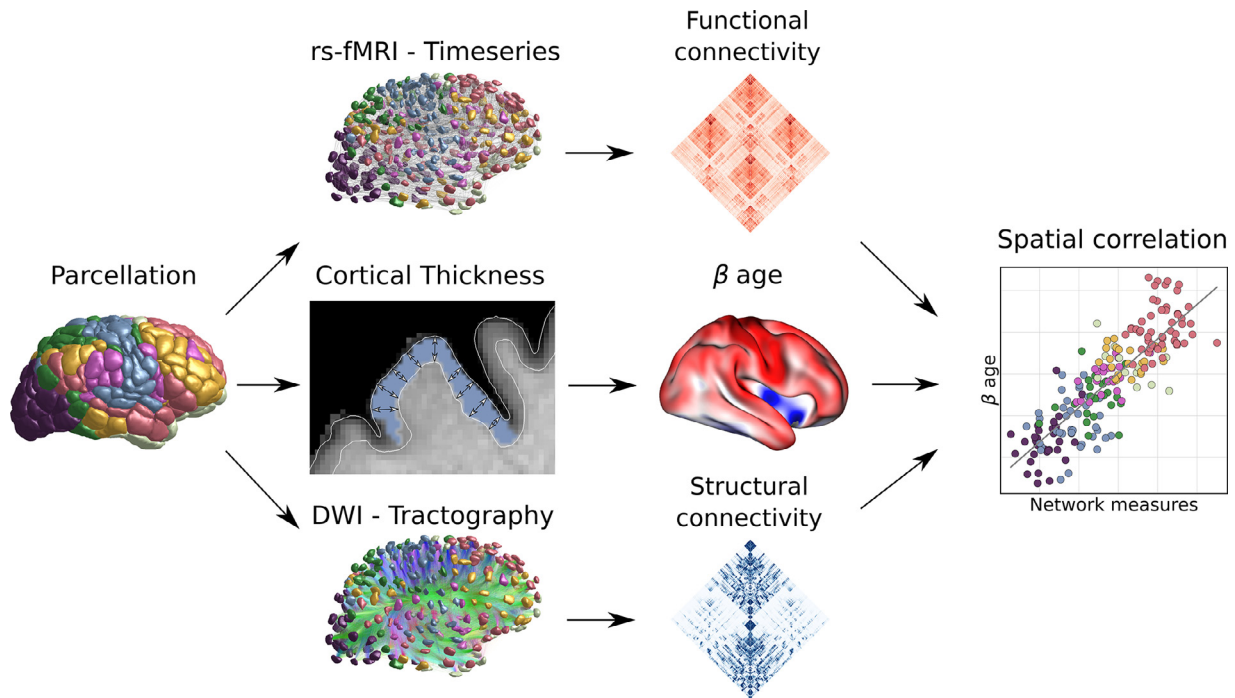 Functional
connectivity
rs-fMRI - Timeseries
Spatial correlation
Parcellation
Cortical Thickness
β age
β age
Network measures
Structural
connectivity
DWI - Tractography